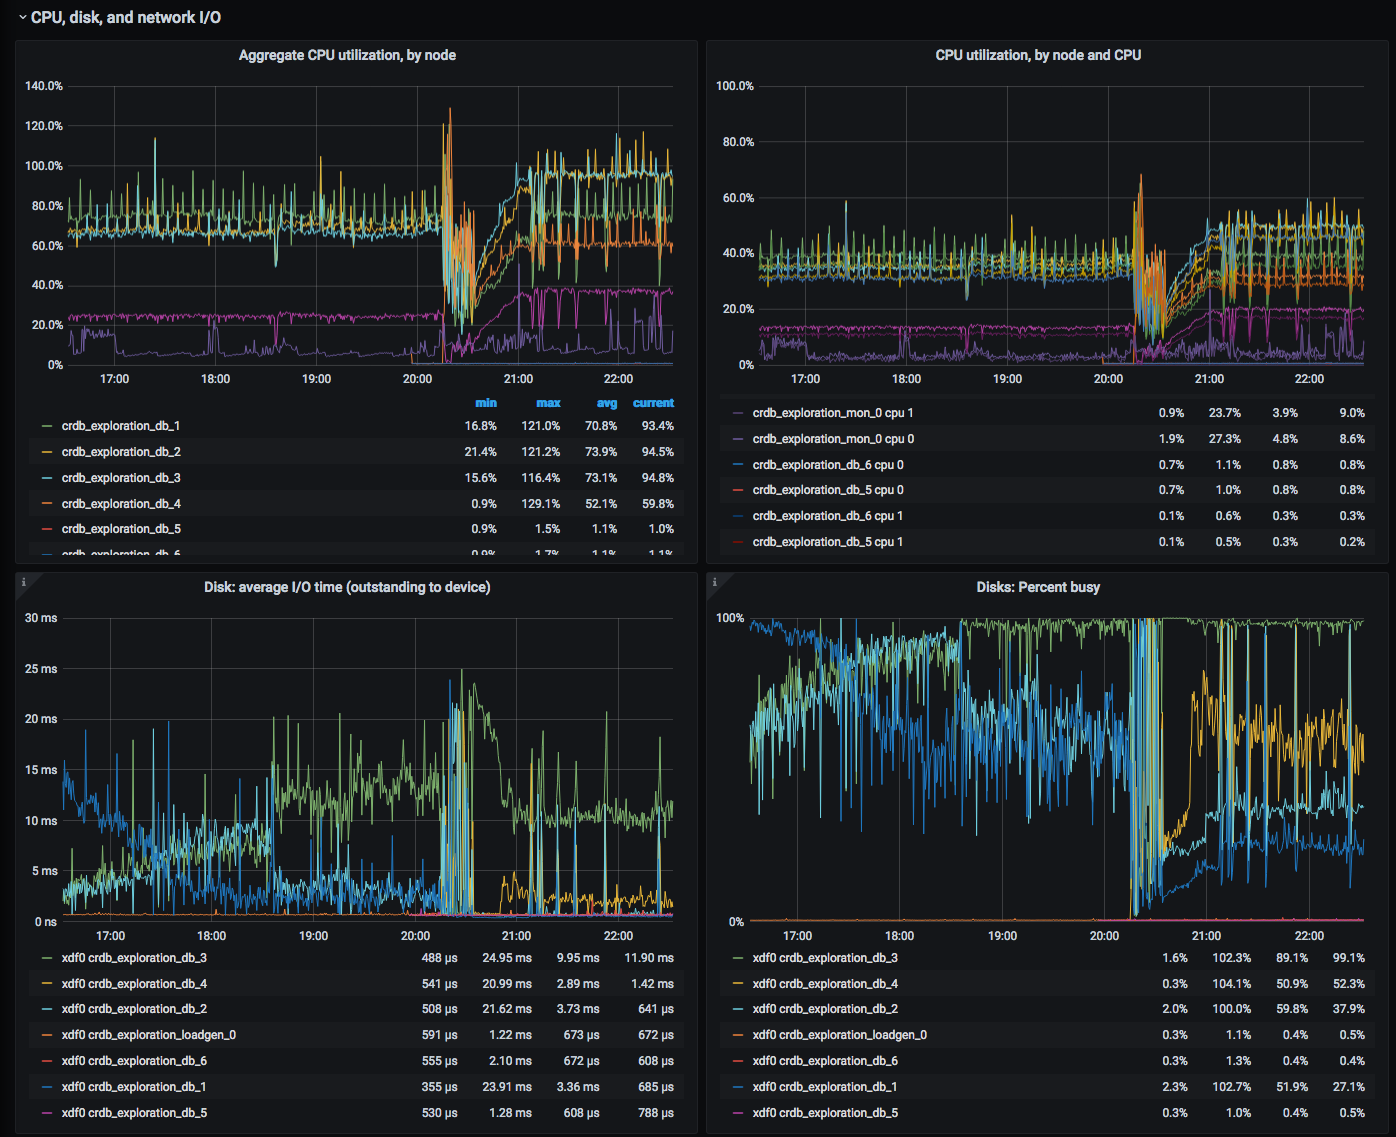 CPU, disk, and network I/O
Aggregate CPU utilization, by node
140.0%
120.0%
100.0%
80.0%
60.0%
40.0%
20.0%
0%
17:00 18:00 19:00 20:00 21:00 22:00
min max avg current
crdb_exploration_db_1 16.8% 121.0% 70.8% 93.4%
crdb_exploration_db_2 21.4% 121.2% 73.9% 94.5%
crdb_exploration_db_3 15.6% 116.4% 73.1% 94.8%
crdb_exploration_db_4 0.9% 129.1% 52.1% 59.8%
crdb_exploration_db_5 0.9% 1.5% 1.1% 1.0%
crdb_exploration_db_6 0.9% 1.7% 1.1% 1.1%
CPU utilization, by node and CPU
100.0%
80.0%
60.0%
40.0%
20.0%
0%
17:00 18:00 19:00 20:00 21:00 22:00
crdb_exploration_mon_0 cpu 1 0.9% 23.7% 3.9% 9.0%
crdb_exploration_mon_0 cpu 0 1.9% 27.3% 4.8% 8.6%
crdb_exploration_db_6 cpu 0 0.7% 1.1% 0.8% 0.8%
crdb_exploration_db_5 cpu 0 0.7% 1.0% 0.8% 0.8%
crdb_exploration_db_6 cpu 1 0.1% 0.6% 0.3% 0.3%
crdb_exploration_db_5 cpu 1 0.1% 0.5% 0.3% 0.2%
i
Disk: average I/O time (outstanding to device)
30 ms
25 ms
20 ms
15 ms
10 ms
5 ms
0 ns
17:00 18:00 19:00 20:00 21:00 22:00
xdf0 crdb_exploration_db_3 488 µs 24.95 ms 9.95 ms 11.90 ms
xdf0 crdb_exploration_db_4 541 µs 20.99 ms 2.89 ms 1.42 ms
xdf0 crdb_exploration_db_2 508 µs 21.62 ms 3.73 ms 641 µs
xdf0 crdb_exploration_loadgen_0 591 µs 1.22 ms 673 µs 672 µs
xdf0 crdb_exploration_db_6 555 µs 2.10 ms 672 µs 608 µs
xdf0 crdb_exploration_db_1 355 µs 23.91 ms 3.36 ms 685 µs
xdf0 crdb_exploration_db_5 530 µs 1.28 ms 608 µs 788 µs
i
Disks: Percent busy
100%
0%
17:00 18:00 19:00 20:00 21:00 22:00
xdf0 crdb_exploration_db_3 1.6% 102.3% 89.1% 99.1%
xdf0 crdb_exploration_db_4 0.3% 104.1% 50.9% 52.3%
xdf0 crdb_exploration_db_2 2.0% 100.0% 59.8% 37.9%
xdf0 crdb_exploration_loadgen_0 0.3% 1.1% 0.4% 0.5%
xdf0 crdb_exploration_db_6 0.3% 1.3% 0.4% 0.4%
xdf0 crdb_exploration_db_1 2.3% 102.7% 51.9% 27.1%
xdf0 crdb_exploration_db_5 0.3% 1.0% 0.4% 0.5%